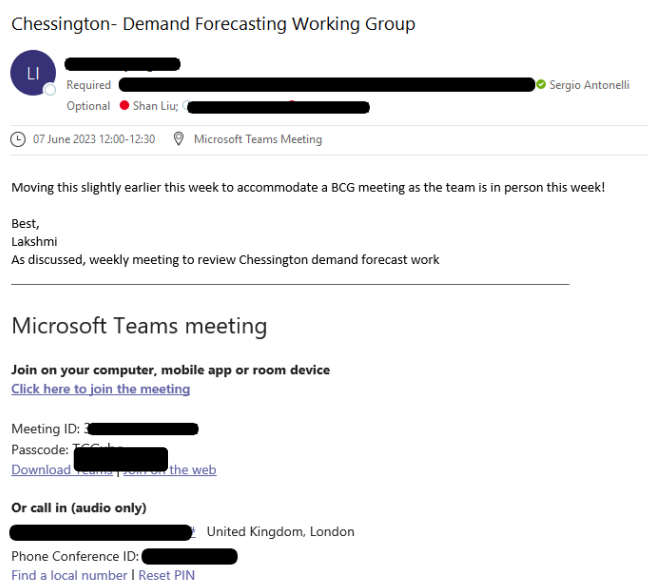 Chessington- Demand Forecasting Working Group
LI
Required Sergio Antonelli
Optional Shan Liu;
07 June 2023 12:00-12:30 Microsoft Teams Meeting
Moving this slightly earlier this week to accommodate a BCG meeting as the team is in person this week!
Best,
Lakshmi
As discussed, weekly meeting to review Chessington demand forecast work
Microsoft Teams meeting
Join on your computer, mobile app or room device
Click here to join the meeting
Meeting ID:
Passcode:
Download Teams | Join on the web
Or call in (audio only)
United Kingdom, London
Phone Conference ID:
Find a local number | Reset PIN